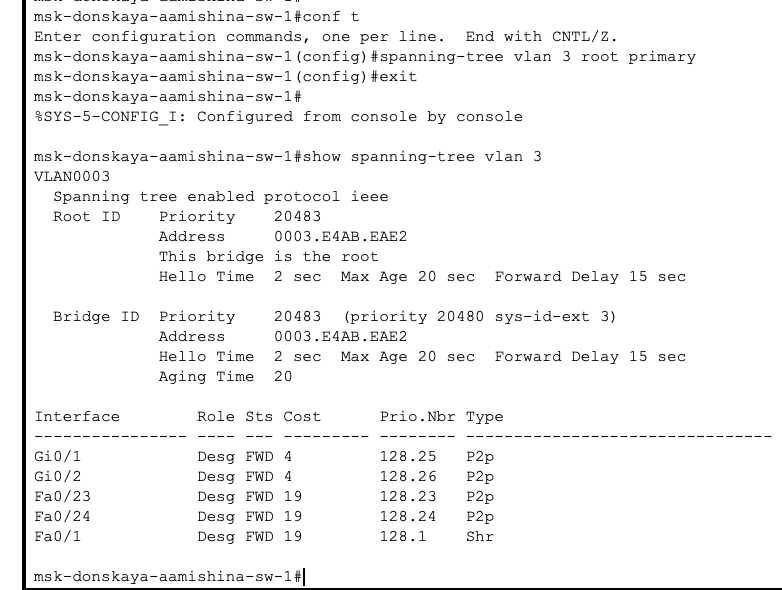 msk-donskaya-aamishina-sw-1#conf t
Enter configuration commands, one per line.  End with CNTL/Z.
msk-donskaya-aamishina-sw-1(config)#spanning-tree vlan 3 root primary
msk-donskaya-aamishina-sw-1(config)#exit
msk-donskaya-aamishina-sw-1#
%SYS-5-CONFIG_I: Configured from console by console

msk-donskaya-aamishina-sw-1#show spanning-tree vlan 3
VLAN0003
  Spanning tree enabled protocol ieee
  Root ID    Priority    20483
             Address     0003.E4AB.EAE2
             This bridge is the root
             Hello Time  2 sec  Max Age 20 sec  Forward Delay 15 sec

  Bridge ID  Priority    20483  (priority 20480 sys-id-ext 3)
             Address     0003.E4AB.EAE2
             Hello Time  2 sec  Max Age 20 sec  Forward Delay 15 sec
             Aging Time  20

Interface        Role Sts Cost      Prio.Nbr Type
---------------- ---- --- --------- -------- --------------------------------
Gi0/1            Desg FWD 4         128.25   P2p
Gi0/2            Desg FWD 4         128.26   P2p
Fa0/23           Desg FWD 19        128.23   P2p
Fa0/24           Desg FWD 19        128.24   P2p
Fa0/1            Desg FWD 19        128.1    Shr

msk-donskaya-aamishina-sw-1#